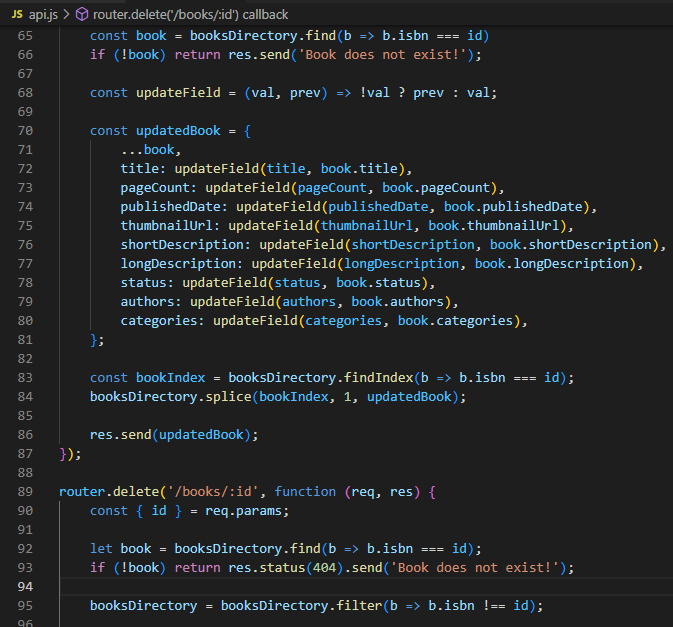 JS api.js > router.delete('/books/:id') callback
65 const book = booksDirectory.find(b => b.isbn === id)
66 if (!book) return res.send('Book does not exist!');
67
68 const updateField = (val, prev) => !val ? prev : val;
69
70 const updatedBook = {
71 ...book,
72 title: updateField(title, book.title),
73 pageCount: updateField(pageCount, book.pageCount),
74 publishedDate: updateField(publishedDate, book.publishedDate),
75 thumbnailUrl: updateField(thumbnailUrl, book.thumbnailUrl),
76 shortDescription: updateField(shortDescription, book.shortDescription),
77 longDescription: updateField(longDescription, book.longDescription),
78 status: updateField(status, book.status),
79 authors: updateField(authors, book.authors),
80 categories: updateField(categories, book.categories),
81 };
82
83 const bookIndex = booksDirectory.findIndex(b => b.isbn === id);
84 booksDirectory.splice(bookIndex, 1, updatedBook);
85
86 res.send(updatedBook);
87 });
88
89 router.delete('/books/:id', function (req, res) {
90 const { id } = req.params;
91
92 let book = booksDirectory.find(b => b.isbn === id);
93 if (!book) return res.status(404).send('Book does not exist!');
94
95 booksDirectory = booksDirectory.filter(b => b.isbn !== id);
96